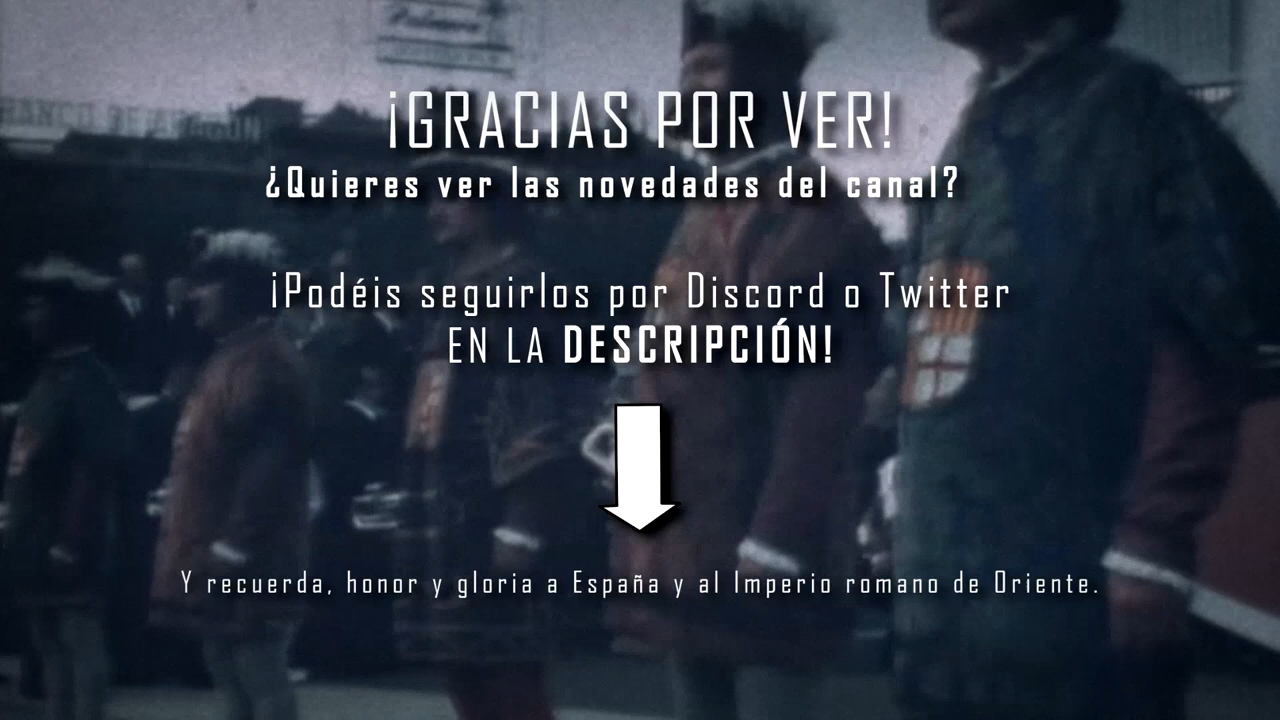 ¡GRACIAS POR VER!
¿Quieres ver las novedades del canal?
¡Podéis seguirlos por Discord o Twitter
EN LA DESCRIPCIÓN!
Y recuerda, honor y gloria a España y al Imperio romano de Oriente.